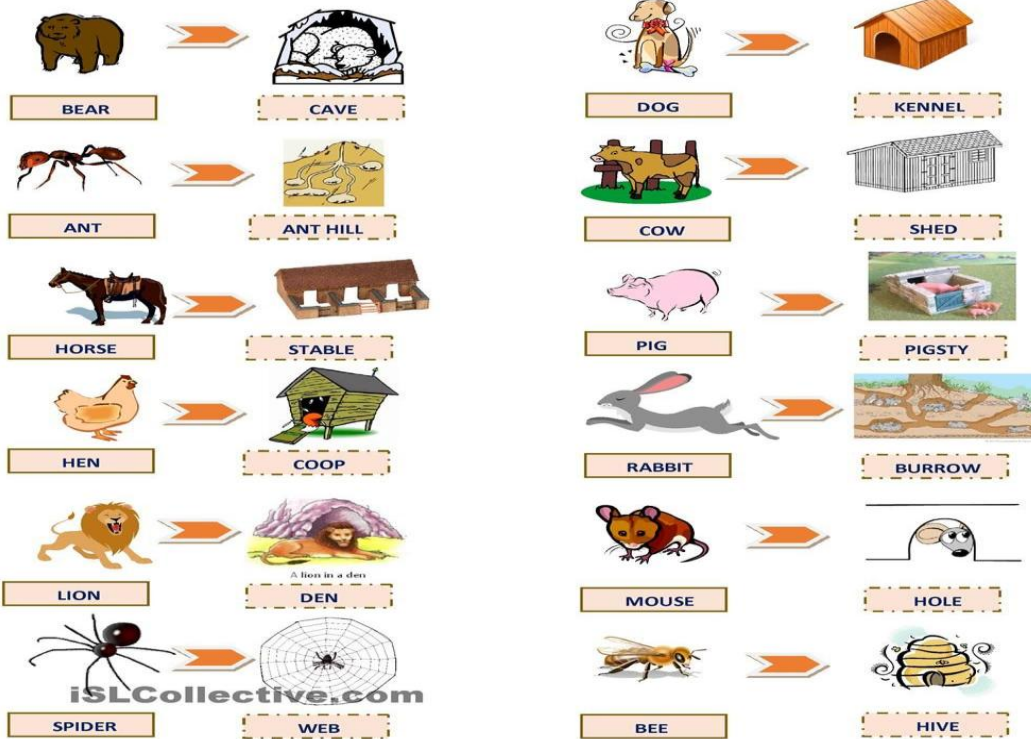 BEAR
CAVE
DOG
KENNEL
ANT
ANT HILL
COW
SHED
HORSE
STABLE
PIG
PIGSTY
HEN
COOP
RABBIT
BURROW
A lion in a den
LION
DEN
MOUSE
HOLE
iSLCollective.com
SPIDER
WEB
BEE
HIVE